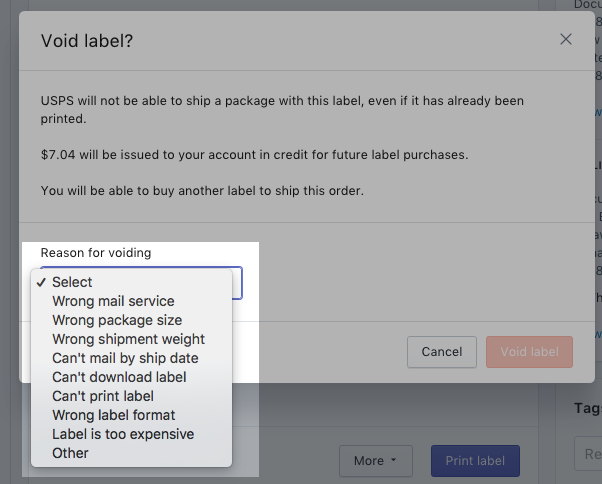 Void label?
USPS will not be able to ship a package with this label, even if it has already been
printed.
$7.04 will be issued to your account in credit for future label purchases.
You will be able to buy another label to ship this order.
Reason for voiding
✓ Select
Wrong mail service
Wrong package size
Wrong shipment weight
Can't mail by ship date
Can't download label
Can't print label
Wrong label format
Label is too expensive
Other
Cancel
Void label
More
Print label
Tag
Re